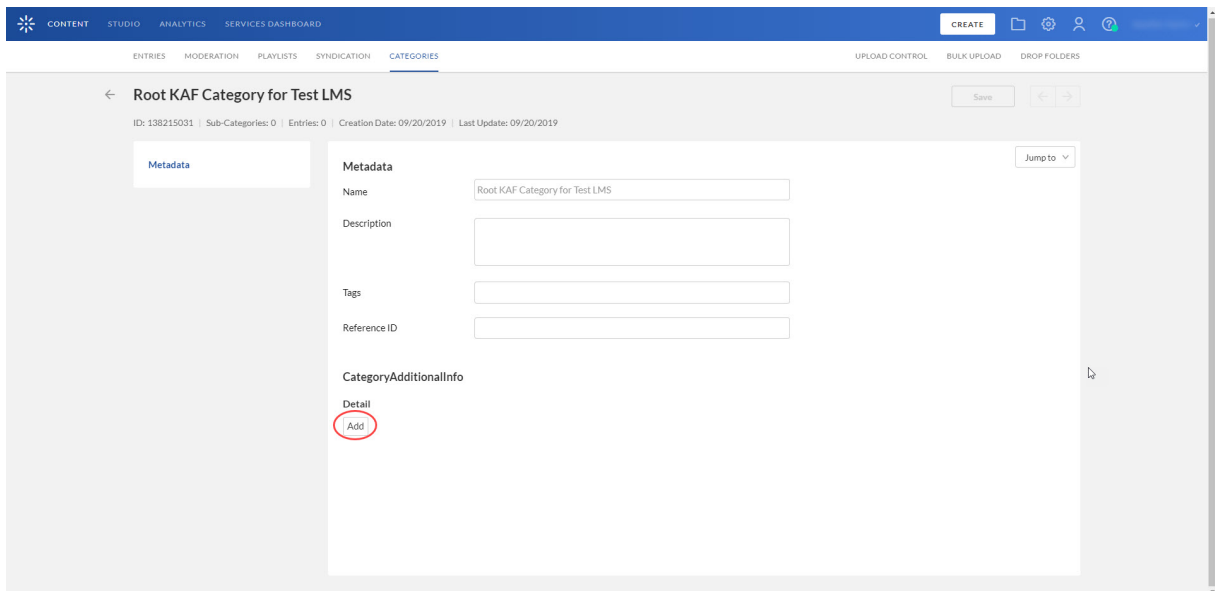 CONTENT STUDIO ANALYTICS SERVICES DASHBOARD CREATE
ENTRIES MODERATION PLAYLISTS SYNDICATION CATEGORIES UPLOAD CONTROL BULK UPLOAD DROP FOLDERS
Root KAF Category for Test LMS Save
ID: 138215031 | Sub-Categories: 0 | Entries: 0 | Creation Date: 09/20/2019 | Last Update: 09/20/2019
Metadata
Jump to
Metadata
Name Root KAF Category for Test LMS
Description
Tags
Reference ID
CategoryAdditionalInfo
Detail
Add